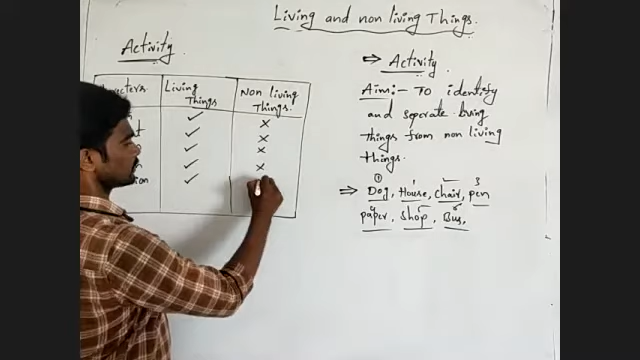 Living and non living Things.
Activity
Living Things
Non living Things.
✓ ×
✓ ×
✓ ×
✓ ×
✓
⇒ Activity
Aim:- To identify
and seperate living
things from non living
things.
⇒ Dog, House, Chair, pen
paper, Shop, Bus,